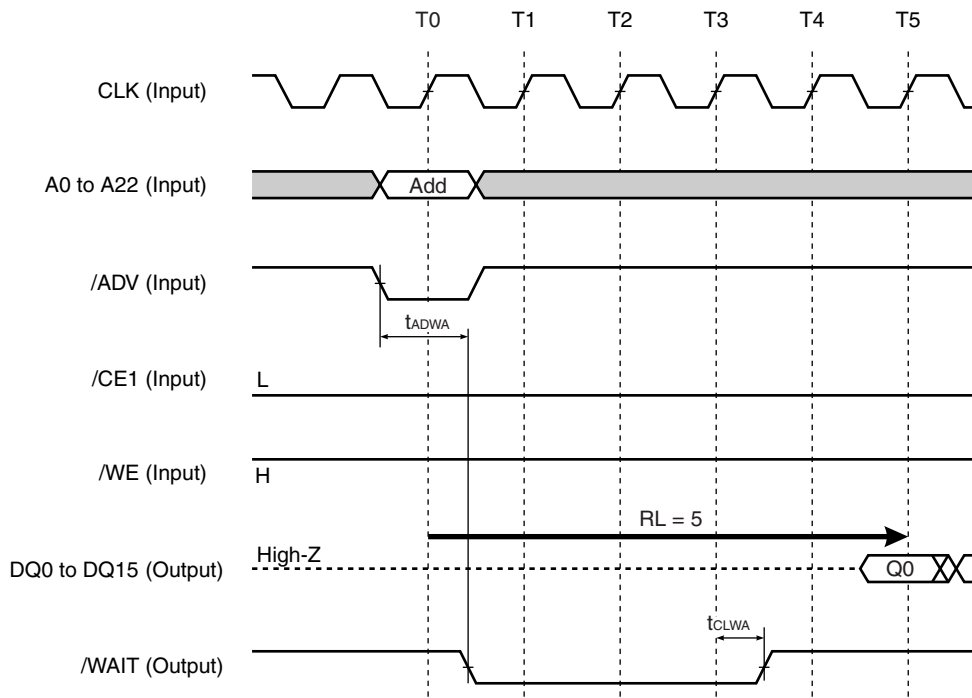 T0 T1 T2 T3 T4 T5
CLK (Input)
A0 to A22 (Input) Add
/ADV (Input)
tADWA
/CE1 (Input) L
/WE (Input) H
RL = 5
High-Z
DQ0 to DQ15 (Output) Q0
tCLWA
/WAIT (Output)